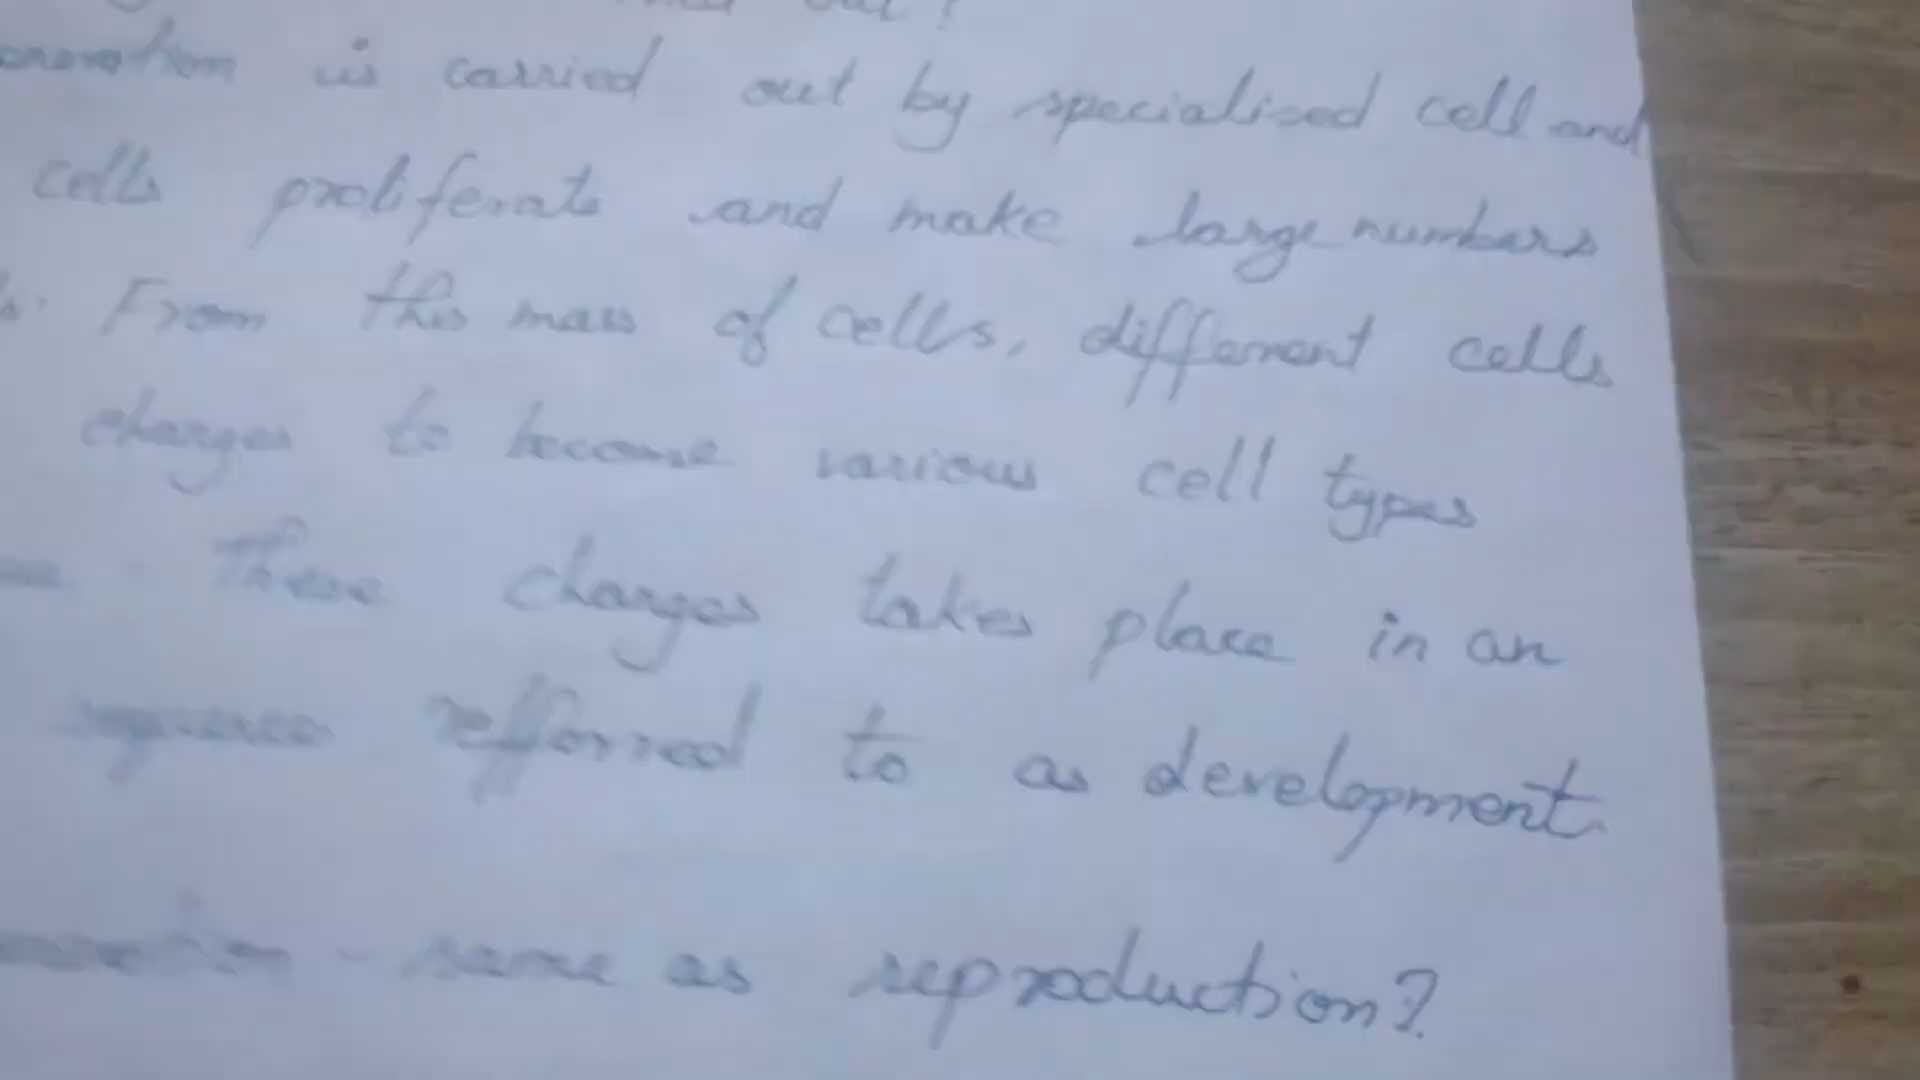 out?
is carried out by specialised cell and
cells proliferate and make large numbers
From this mass of cells, different cells
changes to become various cell types
These changes takes place in an
refforred to as development.
same as reproduction?